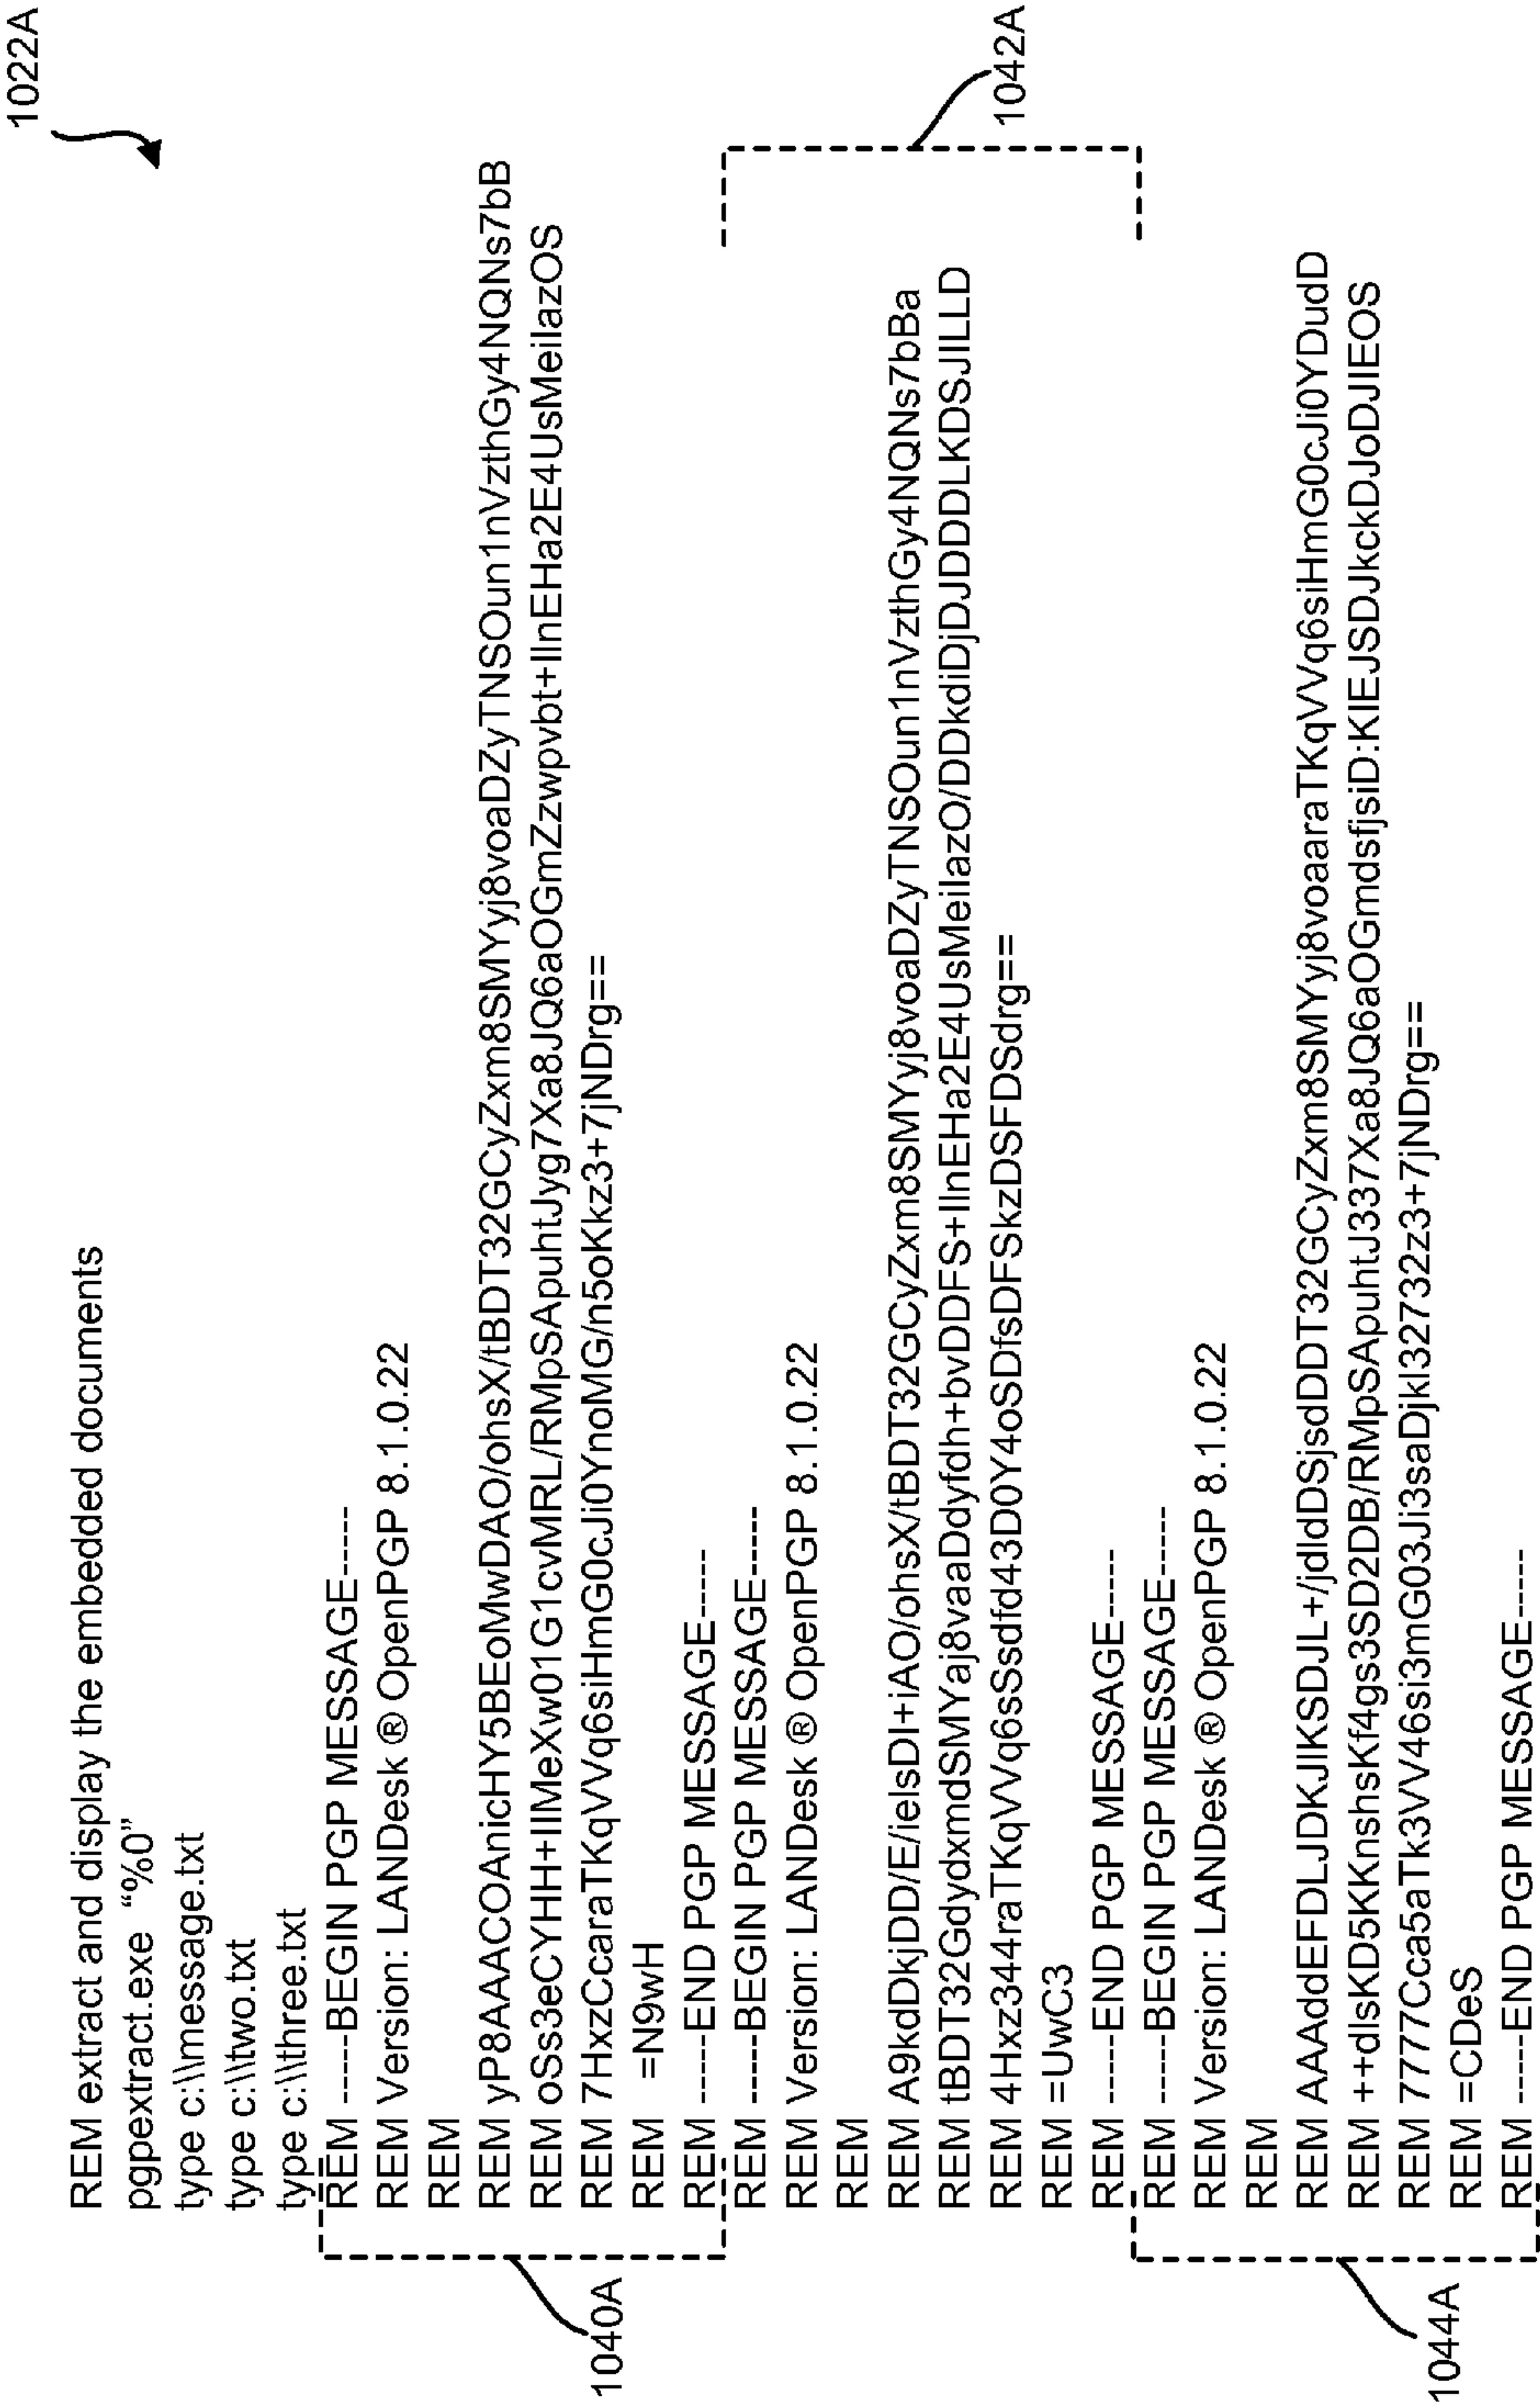 1022A
REM extract and display the embedded documents
pgpextract.exe “%0”
type c:\\message.txt
type c:\\two.txt
type c:\\three.txt
REM -----BEGIN PGP MESSAGE-----
REM Version: LANDesk ® OpenPGP 8.1.0.22
REM
REM yP8AAACOAnicHY5BEoMwDAO/ohsX/tBDT32GCyZxm8SMYyj8voaDZyTNSOun1nVzthGy4NQNs7bB
REM oSs3eCYHH+IIMeXw01G1cvMRL/RMpSApuhtJyg7Xa8JQ6aOGmZzwpvbt+IlnEHa2E4UsMeiIazOS
REM 7HxzCcaraTKqVVq6siHmG0cJi0YnoMG/n5oKkz3+7jNDrg==
REM =N9wH
REM -----END PGP MESSAGE-----
1040A
REM -----BEGIN PGP MESSAGE-----
REM Version: LANDesk ® OpenPGP 8.1.0.22
REM
REM A9kdDkjDD/E/ieIsDI+iAO/ohsX/tBDT32GCyZxm8SMYyj8voaDZyTNSOun1nVzthGy4NQNs7bBa
REM tBDT32GdydxmdSMYaj8vaaDdyfdh+bvDDFS+IlnEHa2E4UsMeiIazO/DDkdiDjDJDDDLKDSJILLD
REM 4Hxz344raTKqVVq6sSsdfd43D0Y4oSDfsDFSkzDSFDSdrg==
REM =UwC3
REM -----END PGP MESSAGE-----
1042A
REM -----BEGIN PGP MESSAGE-----
REM Version: LANDesk ® OpenPGP 8.1.0.22
REM
REM AAAddEFDLJDKJIKSDJL+/jdldDSjsdDDT32GCyZxm8SMYyj8voaaraTKqVVq6siHmG0cJi0YDudD
REM ++dlsKD5KKnshsKf4gs3SD2DB/RMpSApuhtJ337Xa8JQ6aOGmdsfjsiD:KIEJSDJkckDJoDJIEOS
REM 7777Cca5aTk3VV46si3mG03Ji3saDjkl32732z3+7jNDrg==
REM =CDeS
REM -----END PGP MESSAGE-----
1044A